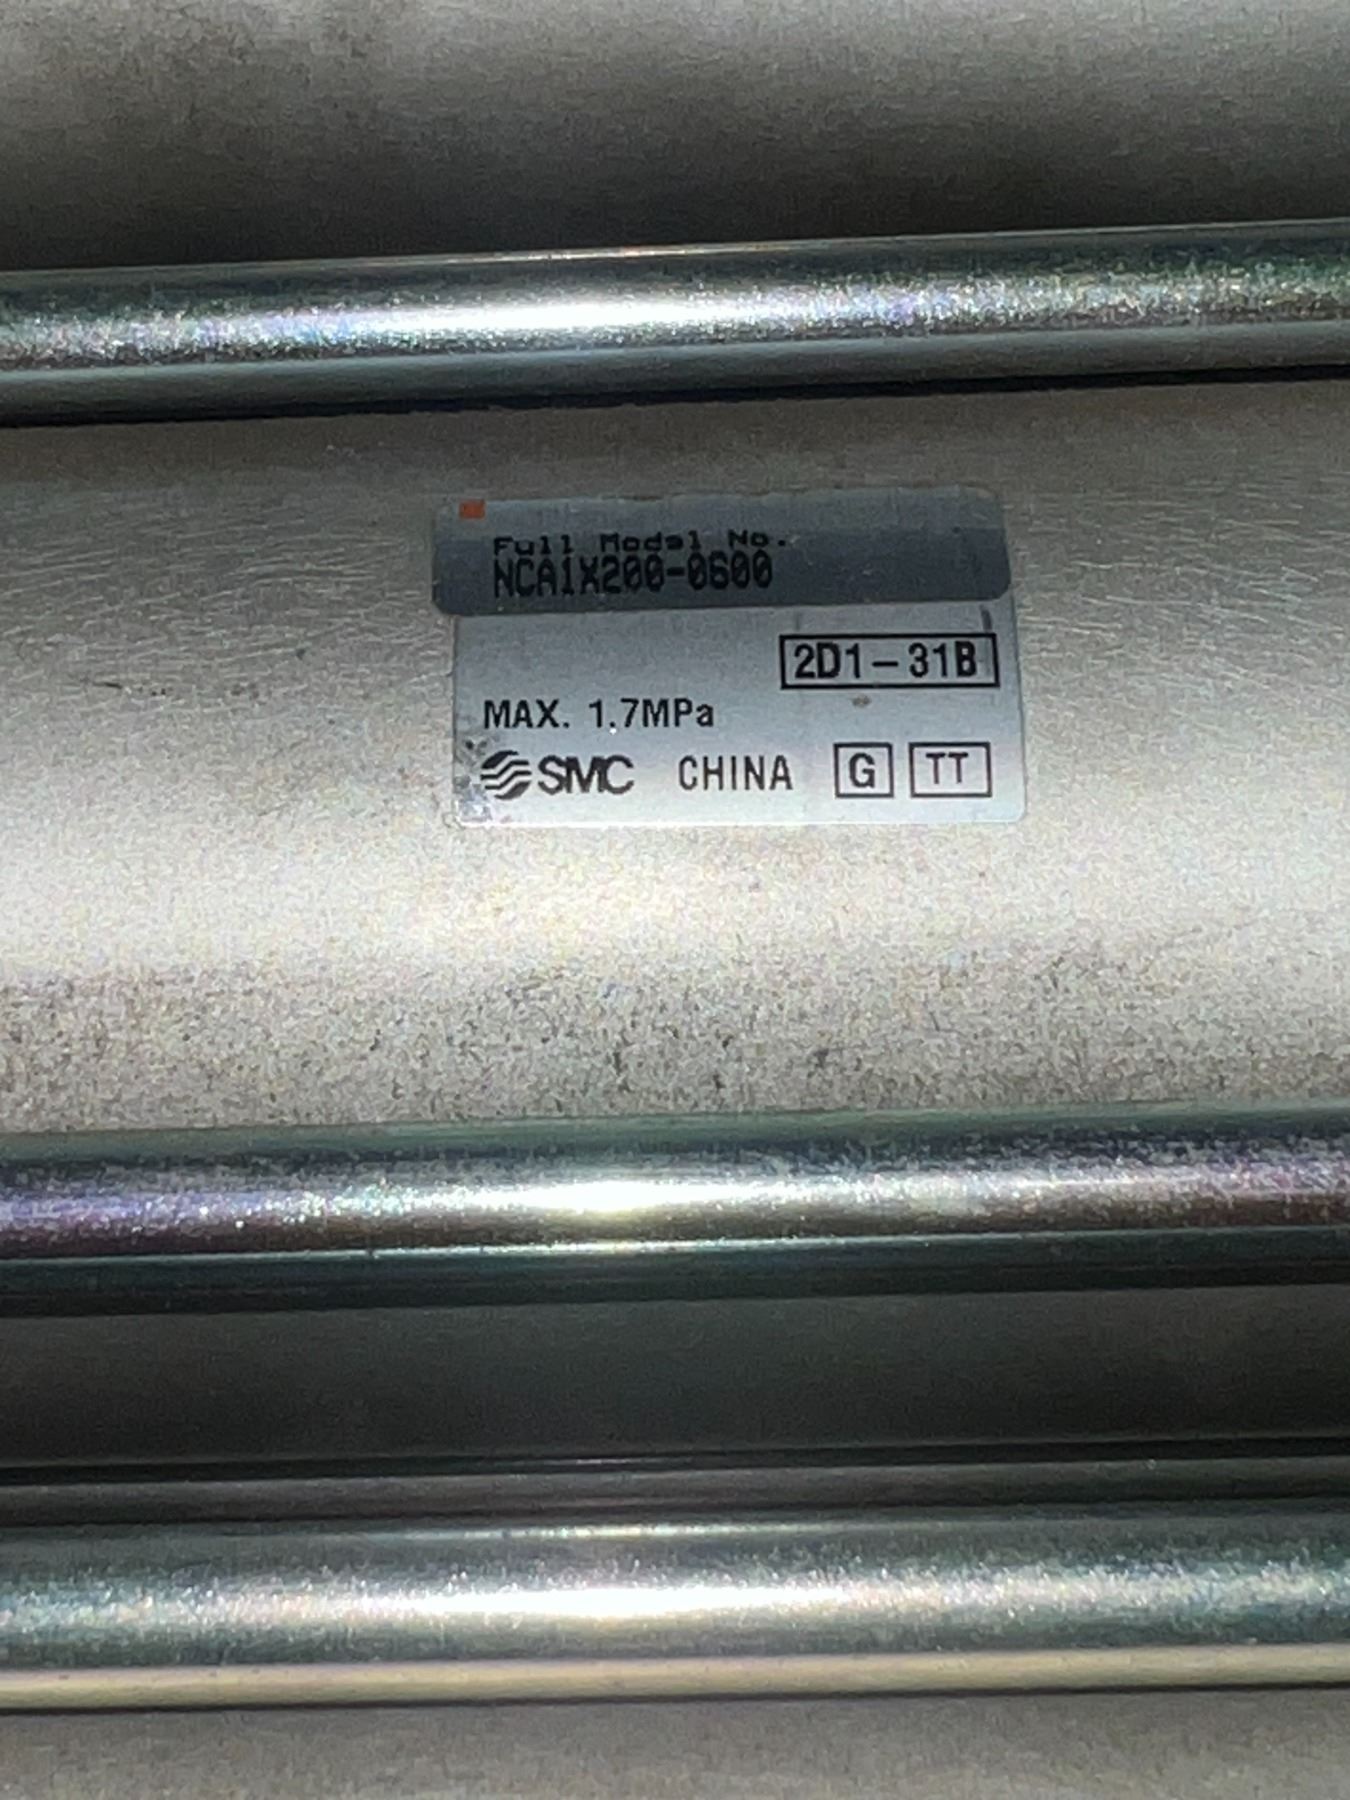 Full Model No.
NCA1X200-0600
2D1-31B
MAX. 1.7MPa
SMC CHINA G TT